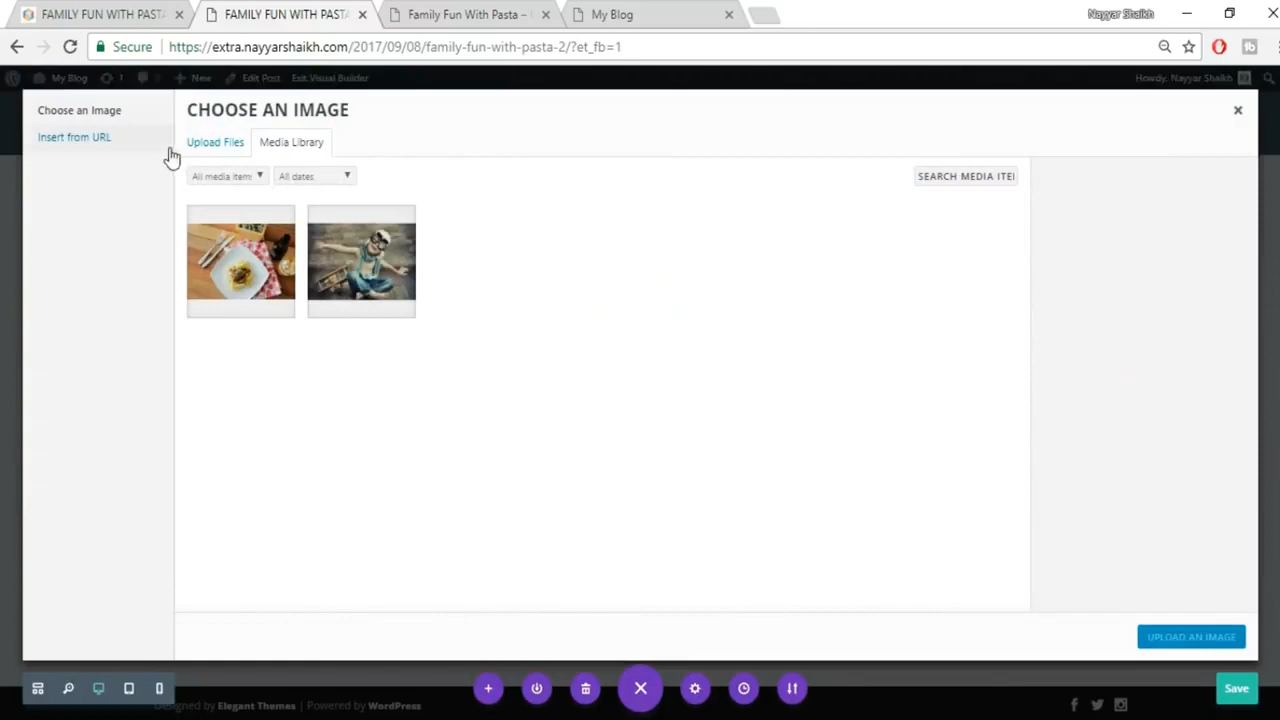 FAMILY FUN WITH PASTA
FAMILY FUN WITH PASTA
Family Fun With Pasta –
My Blog
Nayyar Shaikh
Secure
https://extra.nayyarshaikh.com/2017/09/08/family-fun-with-pasta-2/?et_fb=1
My Blog
1
New
Edit Post
Exit Visual Builder
Howdy, Nayyar Shaikh
Choose an Image
Insert from URL
CHOOSE AN IMAGE
Upload Files
Media Library
All media item
All dates
SEARCH MEDIA ITE
UPLOAD AN IMAGE
Save
Designed by Elegant Themes | Powered by WordPress